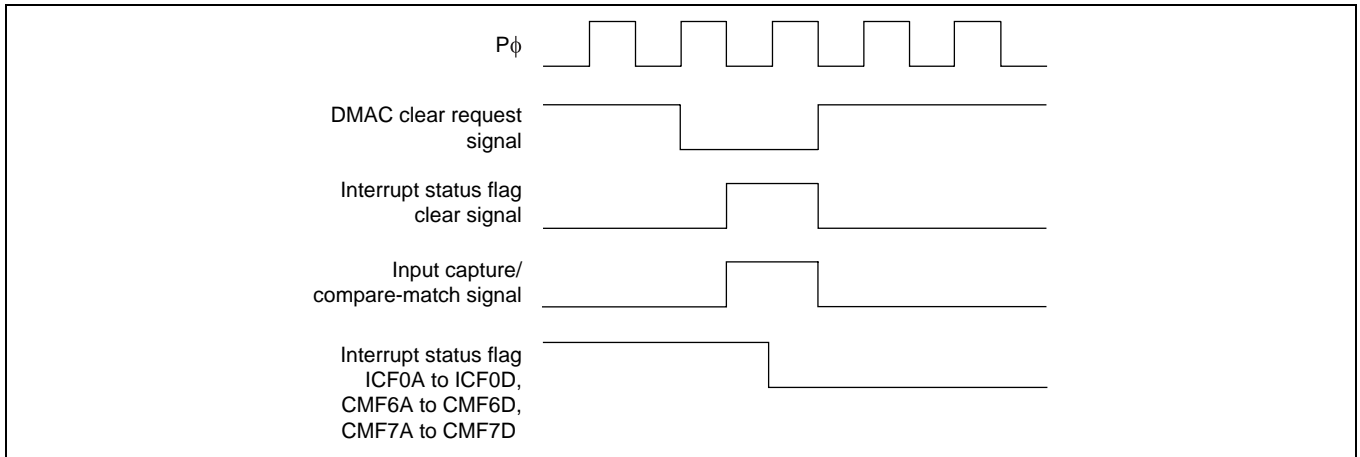 Pϕ
DMAC clear request
signal
Interrupt status flag
clear signal
Input capture/
compare-match signal
Interrupt status flag
ICF0A to ICF0D,
CMF6A to CMF6D,
CMF7A to CMF7D